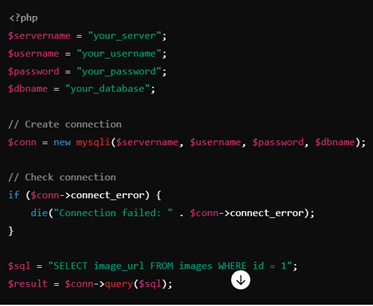 <?php
$servername = "your_server";
$username = "your_username";
$password = "your_password";
$dbname = "your_database";
// Create connection
$conn = new mysqli($servername, $username, $password, $dbname);
// Check connection
if ($conn->connect_error) {
die("Connection failed: " . $conn->connect_error);
}
$sql = "SELECT image_url FROM images WHERE id = 1";
$result = $conn->query($sql);